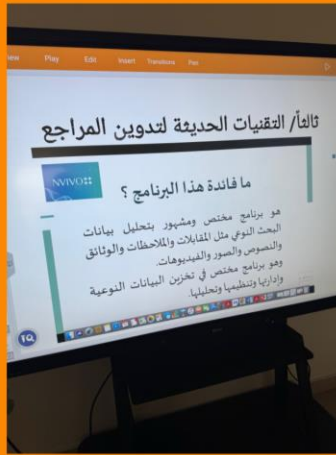 View Play Edit Insert Transitions Pen
ثالثاً/ التقنيات الحديثة لتدوين المراجع
NVIVO
ما فائدة هذا البرنامج ؟
هو برنامج مختص ومشهور بتحليل بيانات
البحث النوعي مثل المقابلات والملاحظات والوثائق
والنصوص والصور والفيديوهات.
وهو برنامج مختص في تخزين البيانات النوعية
وإدارتها وتنظيمها وتحليلها.